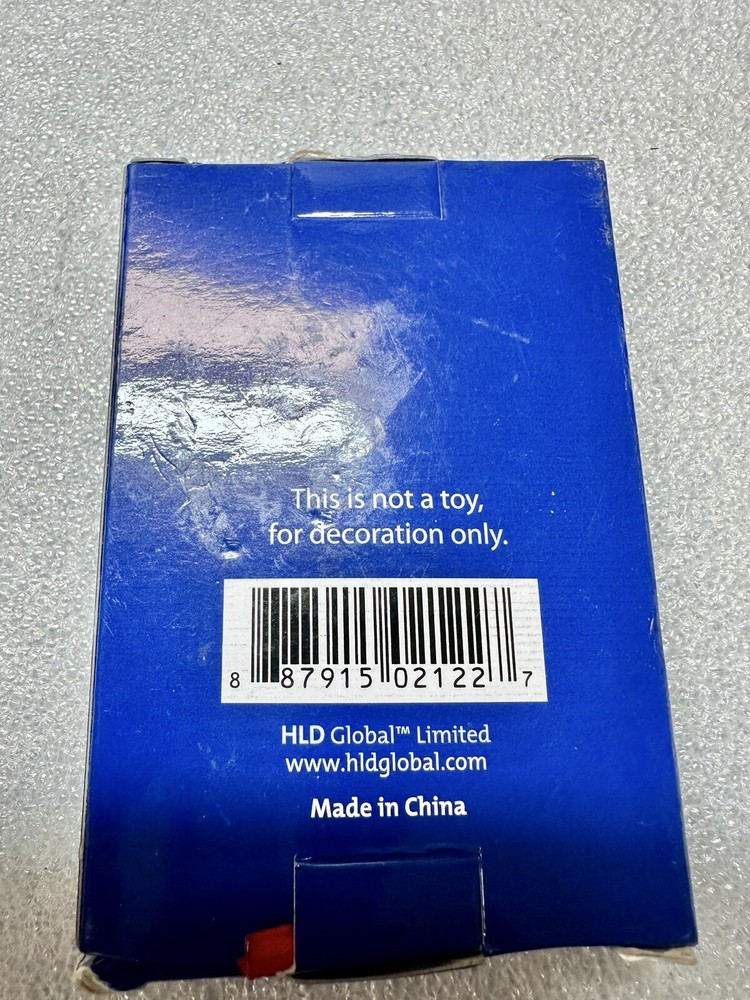 This is not a toy,
for decoration only.
8 87915 02122 7
HLD Global™ Limited
www.hldglobal.com
Made in China